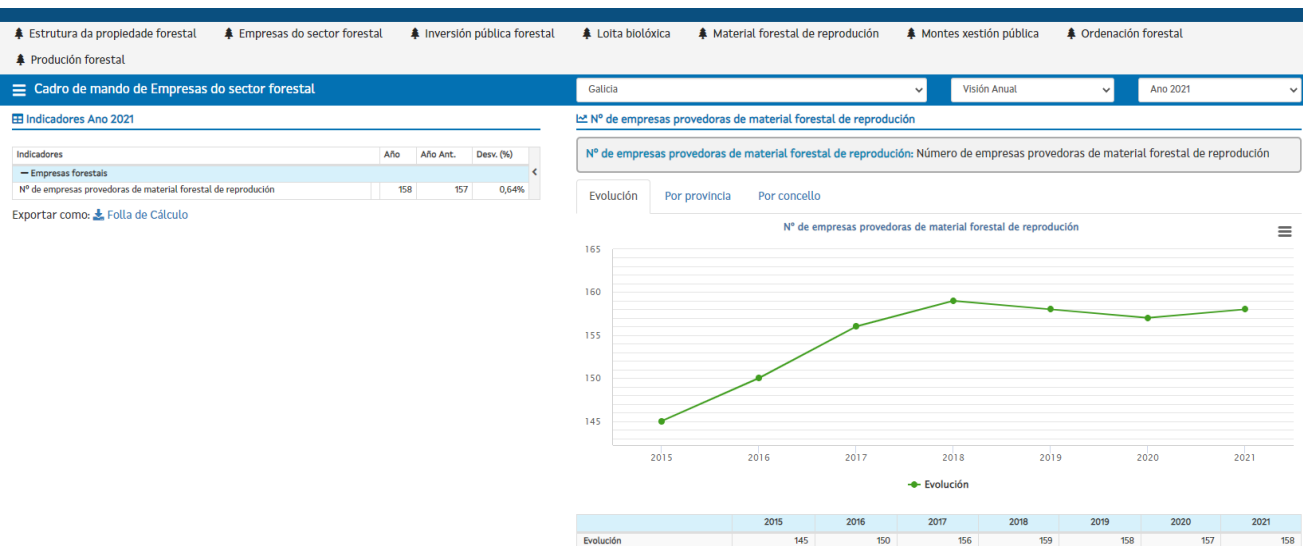 Estrutura da propiedade forestal Empresas do sector forestal Inversión pública forestal Loita biolóxica Material forestal de reprodución Montes xestión pública Ordenación forestal
Produción forestal
Cadro de mando de Empresas do sector forestal Galicia Visión Anual Ano 2021
Indicadores Ano 2021
Indicadores Año Año Ant. Desv. (%)
Empresas forestais
Nº de empresas provedoras de material forestal de reprodución 158 157 0,64%
Exportar como: Folla de Cálculo
Nº de empresas provedoras de material forestal de reprodución
Nº de empresas provedoras de material forestal de reprodución: Número de empresas provedoras de material forestal de reprodución
Evolución Por provincia Por concello
Nº de empresas provedoras de material forestal de reprodución
165
160
155
150
145
2015 2016 2017 2018 2019 2020 2021
Evolución
2015 2016 2017 2018 2019 2020 2021
Evolución 145 150 156 159 158 157 158